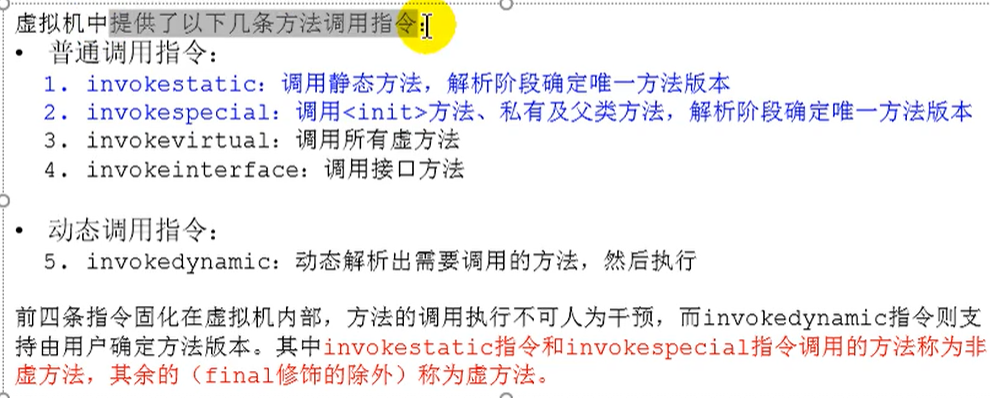 虚拟机中提供了以下几条方法调用指令:
• 普通调用指令:
1. invokestatic: 调用静态方法, 解析阶段确定唯一方法版本
2. invokespecial: 调用<init>方法、私有及父类方法, 解析阶段确定唯一方法版本
3. invokevirtual: 调用所有虚方法
4. invokeinterface: 调用接口方法
• 动态调用指令:
5. invokedynamic: 动态解析出需要调用的方法, 然后执行
前四条指令固化在虚拟机内部, 方法的调用执行不可人为干预, 而invokedynamic指令则支
持由用户确定方法版本。其中invokestatic指令和invokespecial指令调用的方法称为非
虚方法, 其余的（final修饰的除外）称为虚方法。